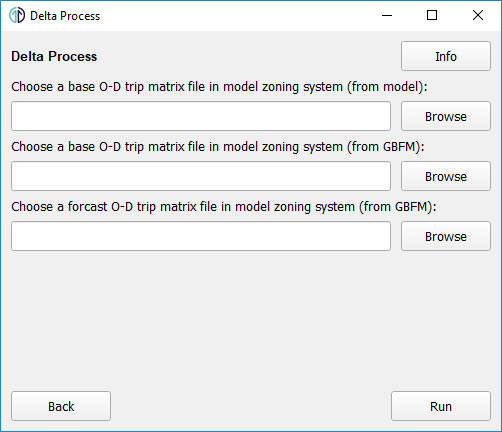 Delta Process
Delta Process
Info
Choose a base O-D trip matrix file in model zoning system (from model):
Browse
Choose a base O-D trip matrix file in model zoning system (from GBFM):
Browse
Choose a forcast O-D trip matrix file in model zoning system (from GBFM):
Browse
Back
Run